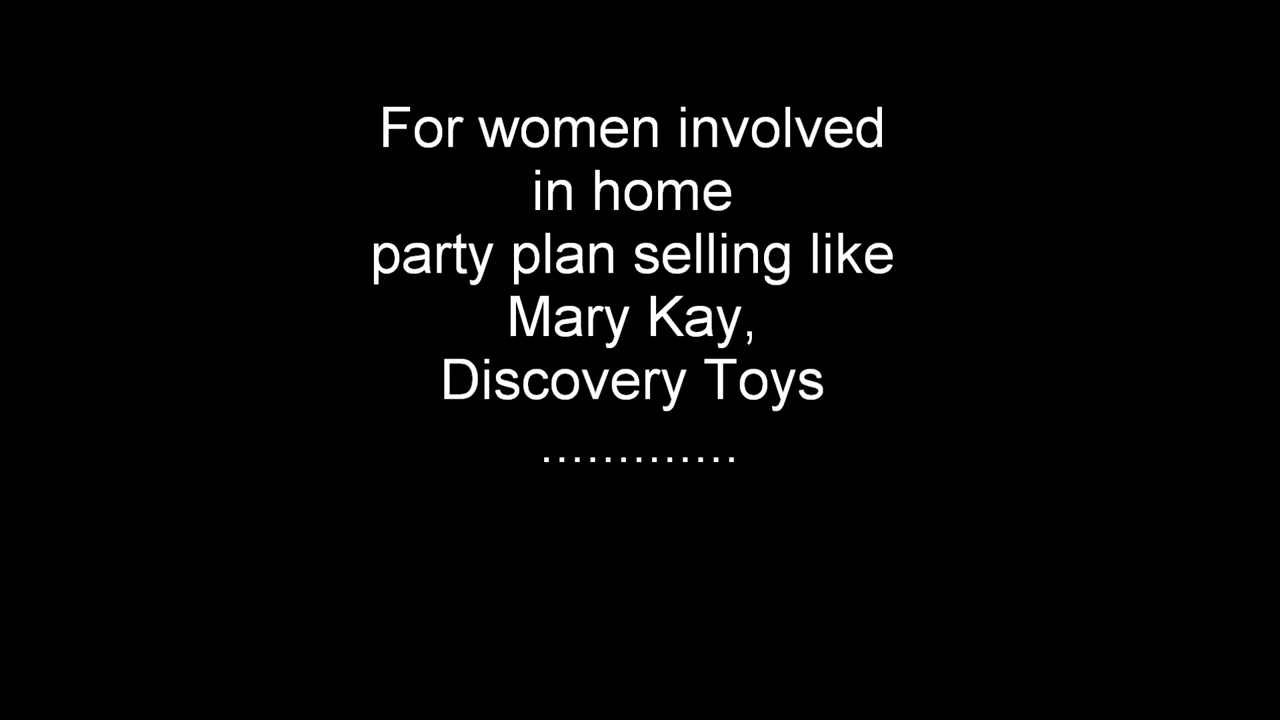 For women involved
in home
party plan selling like
Mary Kay,
Discovery Toys
.............